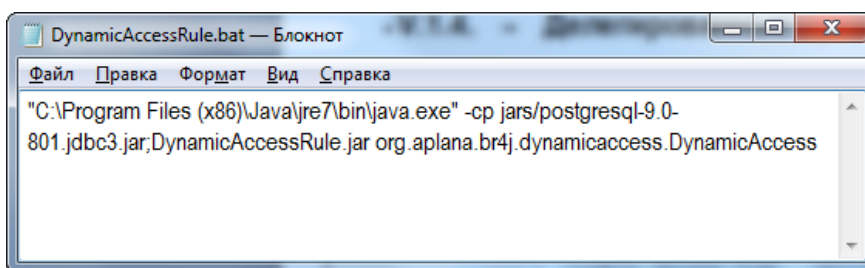 DynamicAccessRule.bat — Блокнот
Файл Правка Формат Вид Справка
"C:\Program Files (x86)\Java\jre7\bin\java.exe" -cp jars/postgresql-9.0-
801.jdbc3.jar;DynamicAccessRule.jar org.aplana.br4j.dynamicaccess.DynamicAccess